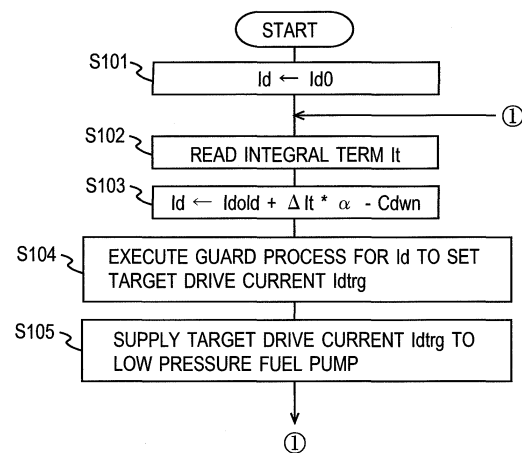 START
S101
Id ← Id0
①
S102
READ INTEGRAL TERM It
S103
Id ← Idold + Δ It * α - Cdwn
S104
EXECUTE GUARD PROCESS FOR Id TO SET
TARGET DRIVE CURRENT Idtrg
S105
SUPPLY TARGET DRIVE CURRENT Idtrg TO
LOW PRESSURE FUEL PUMP
①